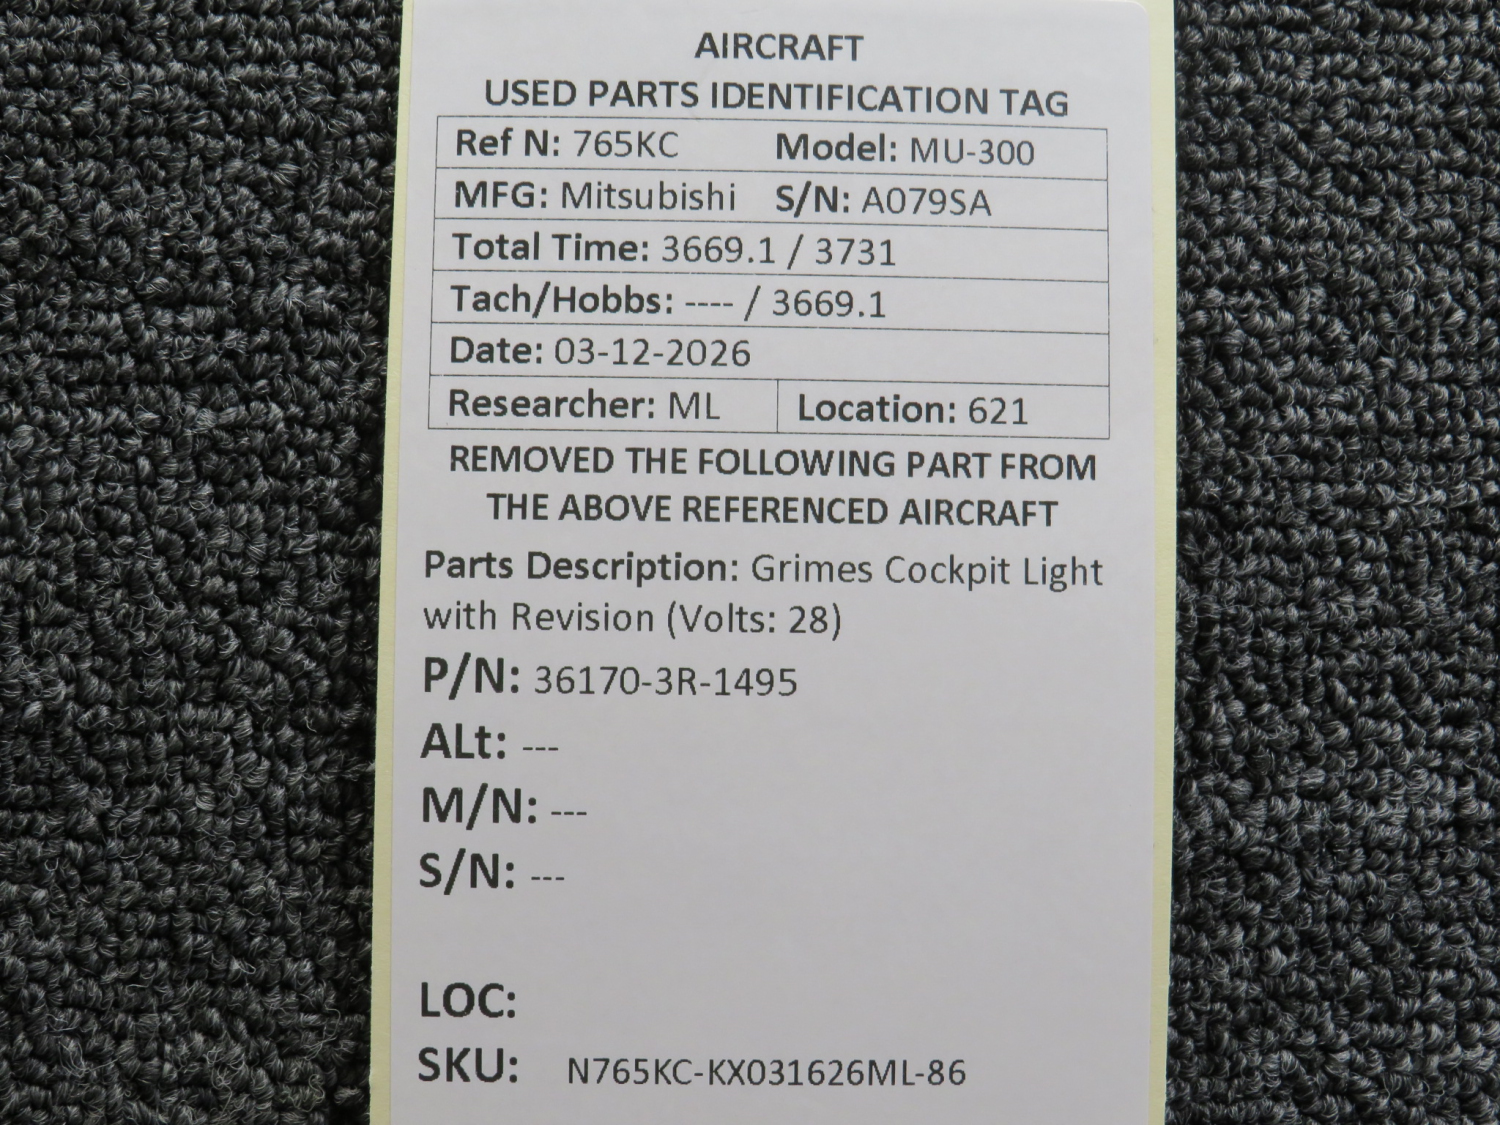 AIRCRAFT
USED PARTS IDENTIFICATION TAG
Ref N: 765KC Model: MU-300
MFG: Mitsubishi S/N: A079SA
Total Time: 3669.1 / 3731
Tach/Hobbs: ---- / 3669.1
Date: 03-12-2026
Researcher: ML Location: 621
REMOVED THE FOLLOWING PART FROM
THE ABOVE REFERENCED AIRCRAFT
Parts Description: Grimes Cockpit Light
with Revision (Volts: 28)
P/N: 36170-3R-1495
ALt: ---
M/N: ---
S/N: ---
LOC:
SKU: N765KC-KX031626ML-86